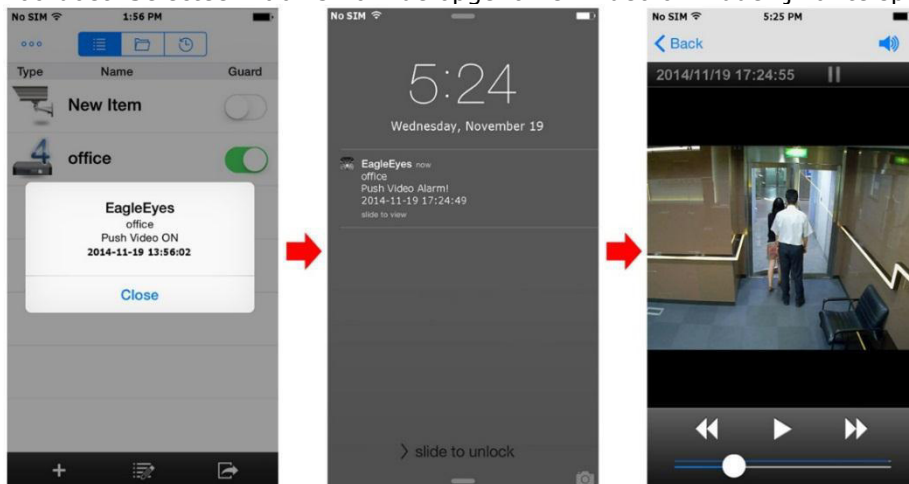 No SIM 1:56 PM
Type Name Guard
New Item
4 office
EagleEyes
office
Push Video ON
2014-11-19 13:56:02
Close
No SIM
5:24
Wednesday, November 19
EagleEyes now
office
Push Video Alarm!
2014-11-19 17:24:49
slide to view
> slide to unlock
No SIM 5:25 PM
Back
2014/11/19 17:24:55